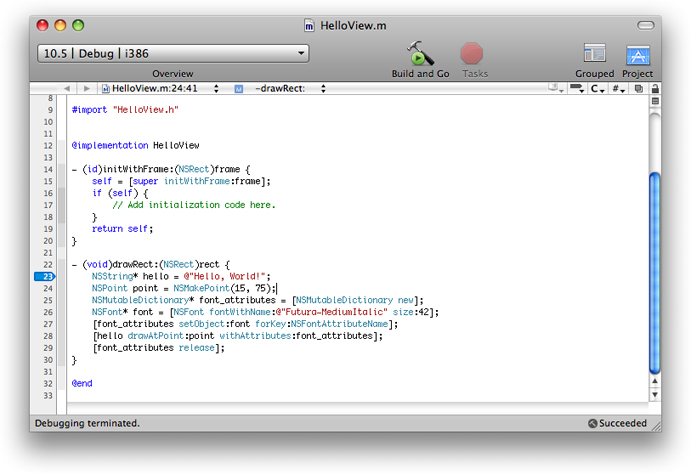 HelloView.m
10.5 | Debug | i386
Overview
Build and Go
Tasks
Grouped
Project
HelloView.m:24:41
-drawRect:
C
#
8
9 #import "HelloView.h"
10
11
12 @implementation HelloView
13
14 - (id)initWithFrame:(NSRect)frame {
15 self = [super initWithFrame:frame];
16 if (self) {
17 // Add initialization code here.
18 }
19 return self;
20 }
21
22 - (void)drawRect:(NSRect)rect {
23 NSString* hello = @"Hello, World!";
24 NSPoint point = NSMakePoint(15, 75);
25 NSMutableDictionary* font_attributes = [NSMutableDictionary new];
26 NSFont* font = [NSFont fontWithName:@"Futura-MediumItalic" size:42];
27 [font_attributes setObject:font forKey:NSFontAttributeName];
28 [hello drawAtPoint:point withAttributes:font_attributes];
29 [font_attributes release];
30 }
31
32 @end
33
Debugging terminated.
Succeeded